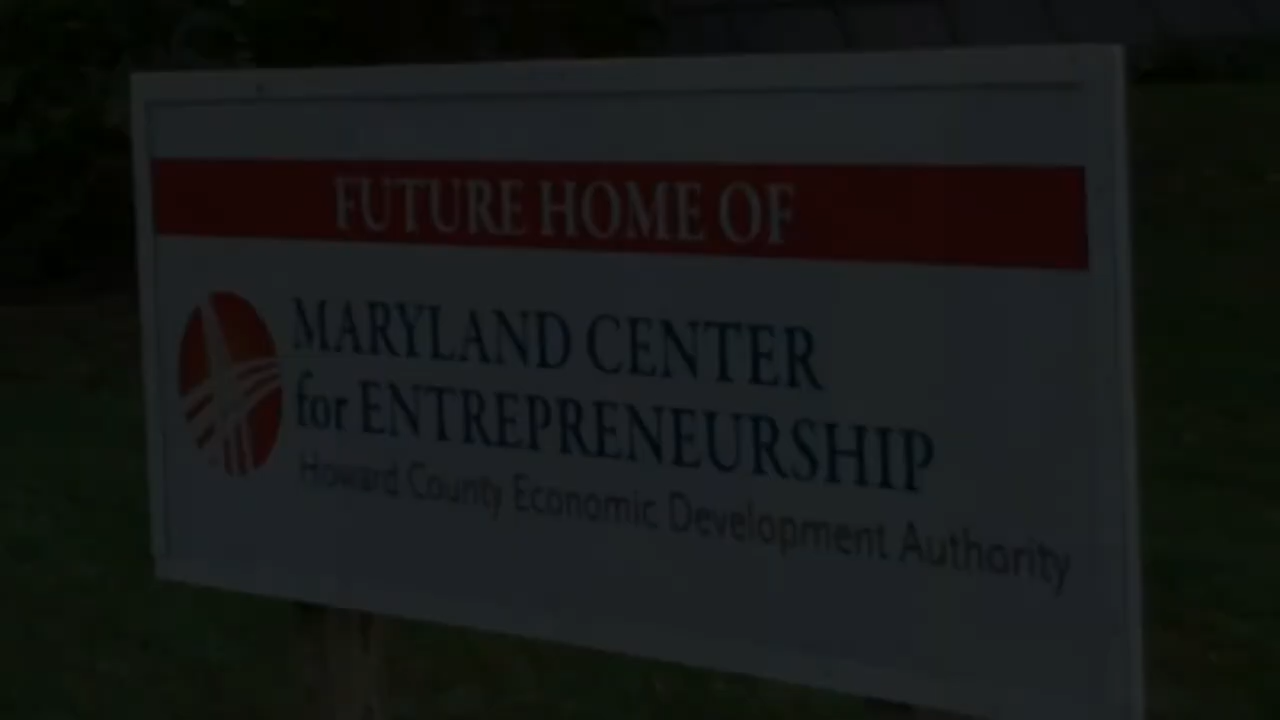 FUTURE HOME OF
MARYLAND CENTER
for ENTREPRENEURSHIP
Howard County Economic Development Authority